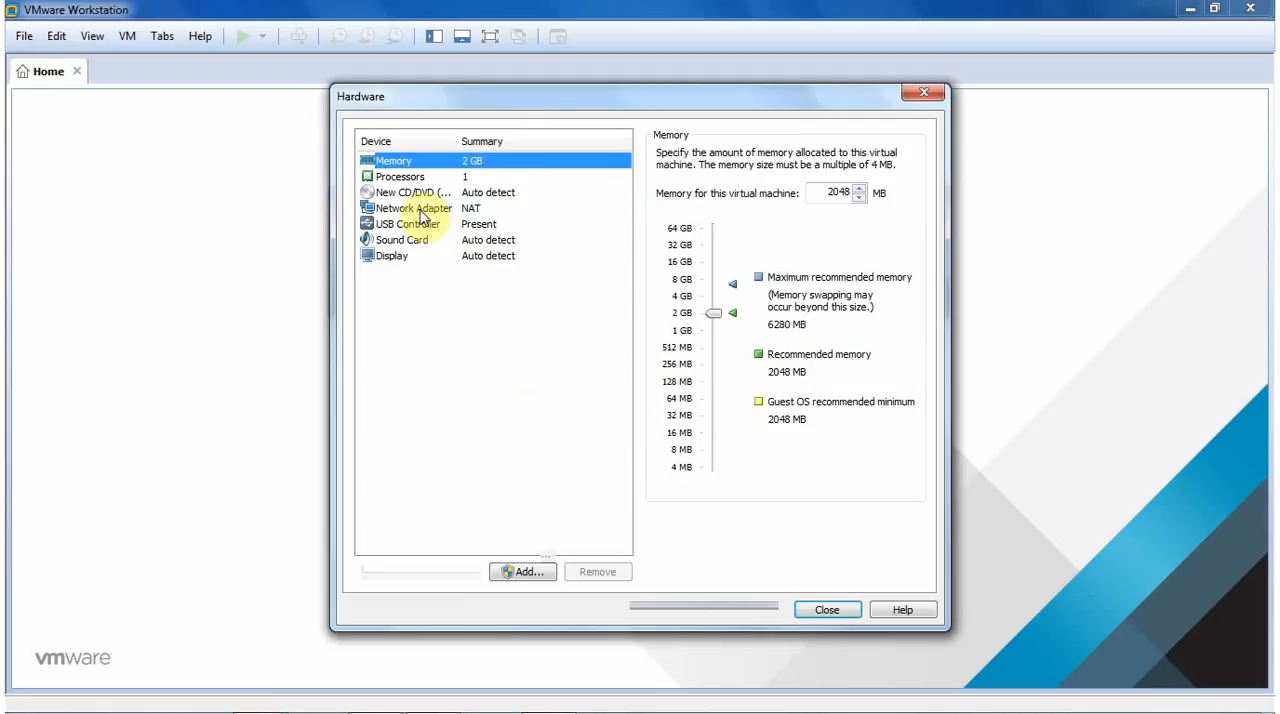 VMware Workstation
File Edit View VM Tabs Help
Home
Hardware
Device Summary
Memory 2 GB
Processors 1
New CD/DVD (... Auto detect
Network Adapter NAT
USB Controller Present
Sound Card Auto detect
Display Auto detect
Add... Remove
Memory
Specify the amount of memory allocated to this virtual
machine. The memory size must be a multiple of 4 MB.
Memory for this virtual machine: 2048 MB
64 GB
32 GB
16 GB
8 GB
4 GB
2 GB
1 GB
512 MB
256 MB
128 MB
64 MB
32 MB
16 MB
8 MB
4 MB
Maximum recommended memory
(Memory swapping may
occur beyond this size.)
6280 MB
Recommended memory
2048 MB
Guest OS recommended minimum
2048 MB
Close Help
vmware